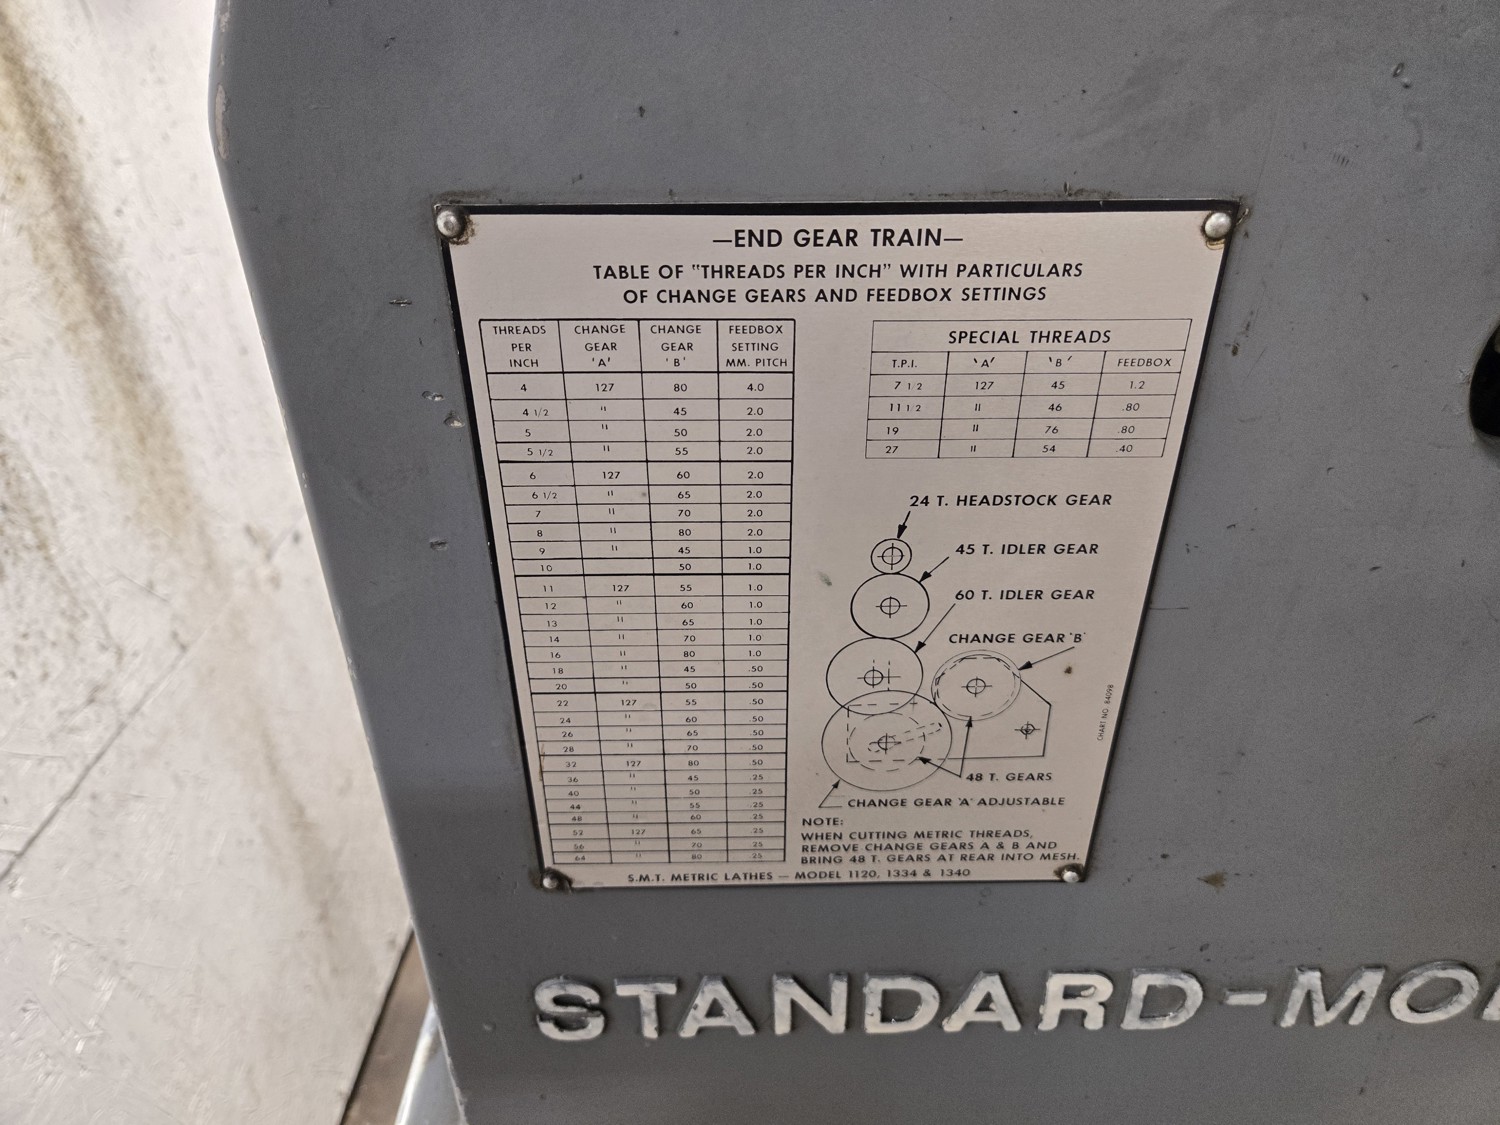 —END GEAR TRAIN—
TABLE OF "THREADS PER INCH" WITH PARTICULARS
OF CHANGE GEARS AND FEEDBOX SETTINGS
THREADS PER INCH CHANGE GEAR 'A' CHANGE GEAR 'B' FEEDBOX SETTING MM. PITCH
4 127 80 4.0
4 1/2 " 45 2.0
5 " 50 2.0
5 1/2 " 55 2.0
6 127 60 2.0
6 1/2 " 65 2.0
7 " 70 2.0
8 " 80 2.0
9 " 45 1.0
10 50 1.0
11 127 55 1.0
12 " 60 1.0
13 " 65 1.0
14 " 70 1.0
16 " 80 1.0
18 " 45 .50
20 " 50 .50
22 127 55 .50
24 " 60 .50
26 " 65 .50
28 " 70 .50
32 127 80 .50
36 " 45 .25
40 " 50 .25
44 " 55 .25
48 " 60 .25
52 127 65 .25
56 " 70 .25
64 " 80 .25
SPECIAL THREADS
T.P.I. 'A' 'B' FEEDBOX
7 1/2 127 45 1.2
11 1/2 " 46 .80
19 " 76 .80
27 " 54 .40
24 T. HEADSTOCK GEAR
45 T. IDLER GEAR
60 T. IDLER GEAR
CHANGE GEAR 'B'
48 T. GEARS
CHANGE GEAR 'A' ADJUSTABLE
CHART NO. 84098
NOTE:
WHEN CUTTING METRIC THREADS,
REMOVE CHANGE GEARS A & B AND
BRING 48 T. GEARS AT REAR INTO MESH.
S.M.T. METRIC LATHES — MODEL 1120, 1334 & 1340
STANDARD-MO